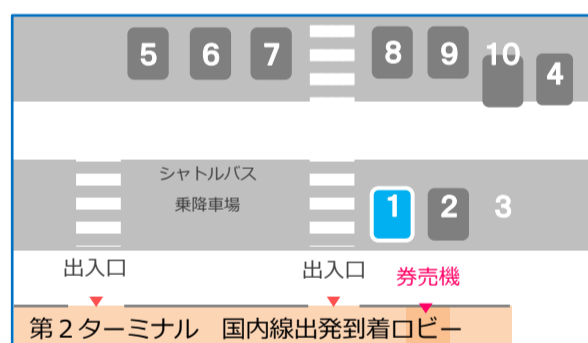 5 6 7 8 9 10 4
シャトルバス
乗降車場
1 2 3
出入口 出入口 券売機
第2ターミナル 国内線出発到着ロビー